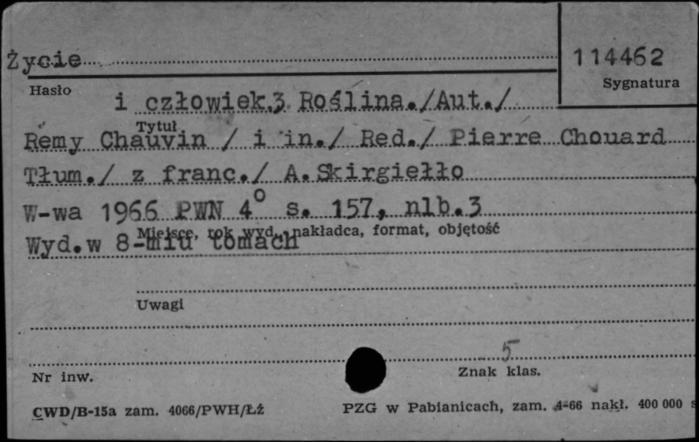 Życie
114462
Hasło
Sygnatura
i człowiek.3 Roślina./Aut./
Tytuł
Rémy Chauvin / i in./ Red./ Pierre Chouard
Tłum./ z franc./ A.Skirgiełło
W-wa 1966 PWN 4° s. 157, nlb.3
Miejsce, rok wyd., nakładca, format, objętość
Wyd.w 8-miu tomach
Uwagi
5
Nr inw.
Znak klas.
CWD/B-15a zam. 4066/PWH/Łż
PZG w Pabianicach, zam. 4-66 nakł. 400 000 s